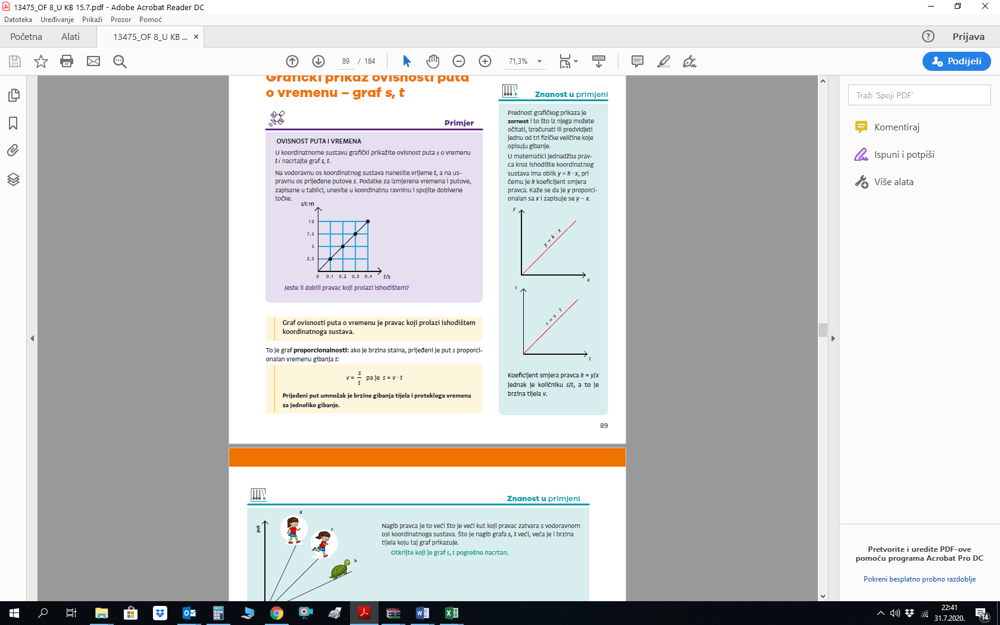 13475_OF 8_U KB 15.7.pdf - Adobe Acrobat Reader DC
Datoteka Uređivanje Prikaži Prozor Pomoć
Početna Alati 13475_OF 8_U KB ... × Prijava
89 / 184 71,3% Podijeli
Grafički prikaz ovisnosti puta
o vremenu – graf s, t
Primjer
OVISNOST PUTA I VREMENA
U koordinatnome sustavu grafički prikažite ovisnost puta s o vremenu
t i nacrtajte graf s, t.
Na vodoravnu os koordinatnog sustava nanesite vrijeme t, a na us-
pravnu os prijeđene putove s. Podatke za izmjerena vremena i putove,
zapisane u tablici, unesite u koordinatnu ravninu i spojite dobivene
točke.
s/cm
10
7,5
5
2,5
0 0,1 0,2 0,3 0,4 t/s
Jeste li dobili pravac koji prolazi ishodištem?
Graf ovisnosti puta o vremenu je pravac koji prolazi ishodištem
koordinatnoga sustava.
To je graf proporcionalnosti: ako je brzina stalna, prijeđeni je put s proporci-
onalan vremenu gibanja t:
v = s/t pa je s = v · t
Prijeđeni put umnožak je brzine gibanja tijela i protekloga vremena
za jednoliko gibanje.
Znanost u primjeni
Prednost grafičkog prikaza je
zornost i to što iz njega možete
očitati, izračunati ili predvidjeti
jednu od tri fizičke veličine koje
opisuju gibanje.
U matematici jednadžba prav-
ca kroz ishodište koordinatnog
sustava ima oblik y = k · x, pri
čemu je k koeficijent smjera
pravca. Kaže se da je y proporci-
onalan sa x i zapisuje se y ~ x.
y
y = k · x
x
s
s = v · t
t
Koeficijent smjera pravca k = y/x
jednak je količniku s/t, a to je
brzina tijela v.
89
Znanost u primjeni
put
d
c
b
Nagib pravca je to veći što je veći kut koji pravac zatvara s vodoravnom
osi koordinatnoga sustava. Što je nagib grafa s, t veći, veća je i brzina
tijela koju taj graf prikazuje.
Otkrijte koji je graf s, t pogrešno nacrtan.
Traži 'Spoji PDF'
Komentiraj
Ispuni i potpiši
Više alata
Pretvorite i uredite PDF-ove
pomoću programa Acrobat Pro DC
Pokreni besplatno probno razdoblje
22:41
31.7.2020.
14